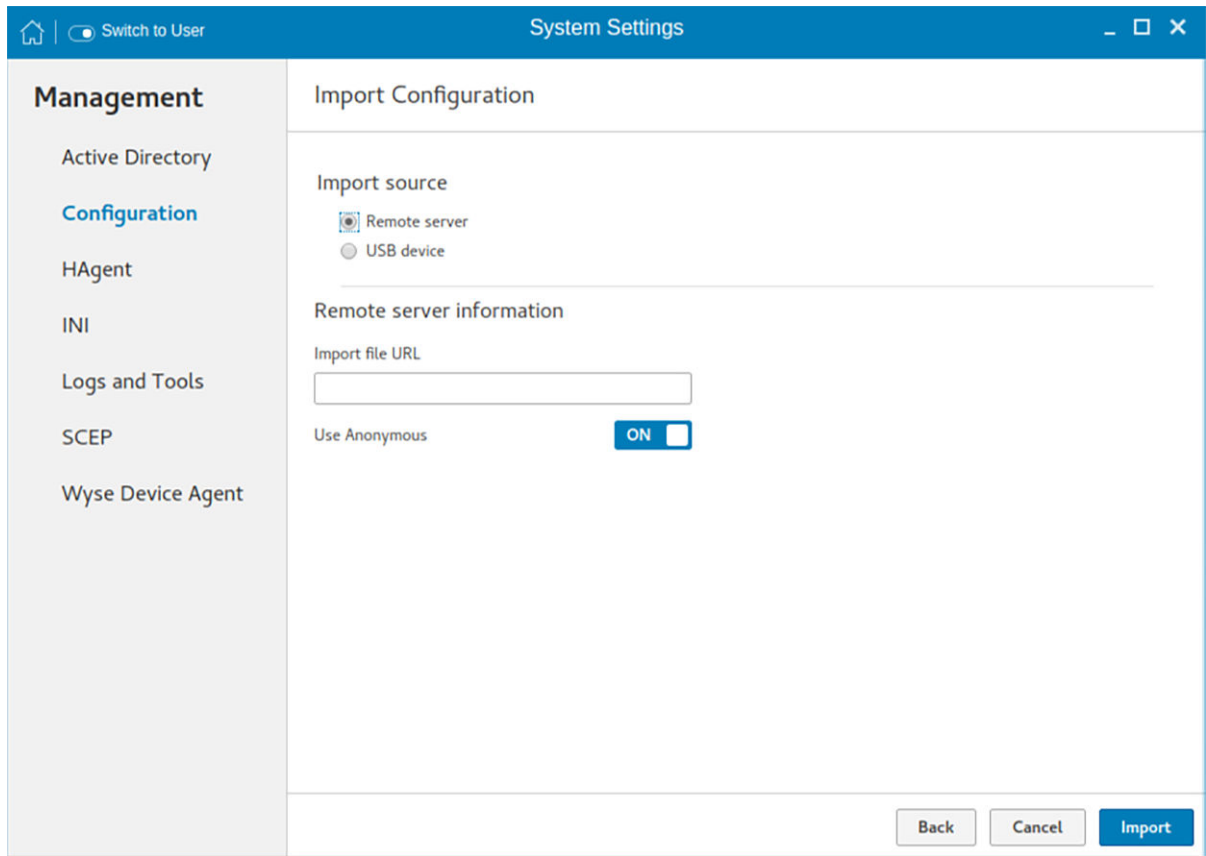 Switch to User
System Settings
Management
Active Directory
Configuration
HAgent
INI
Logs and Tools
SCEP
Wyse Device Agent
Import Configuration
Import source
Remote server
USB device
Remote server information
Import file URL
Use Anonymous ON
Back Cancel Import